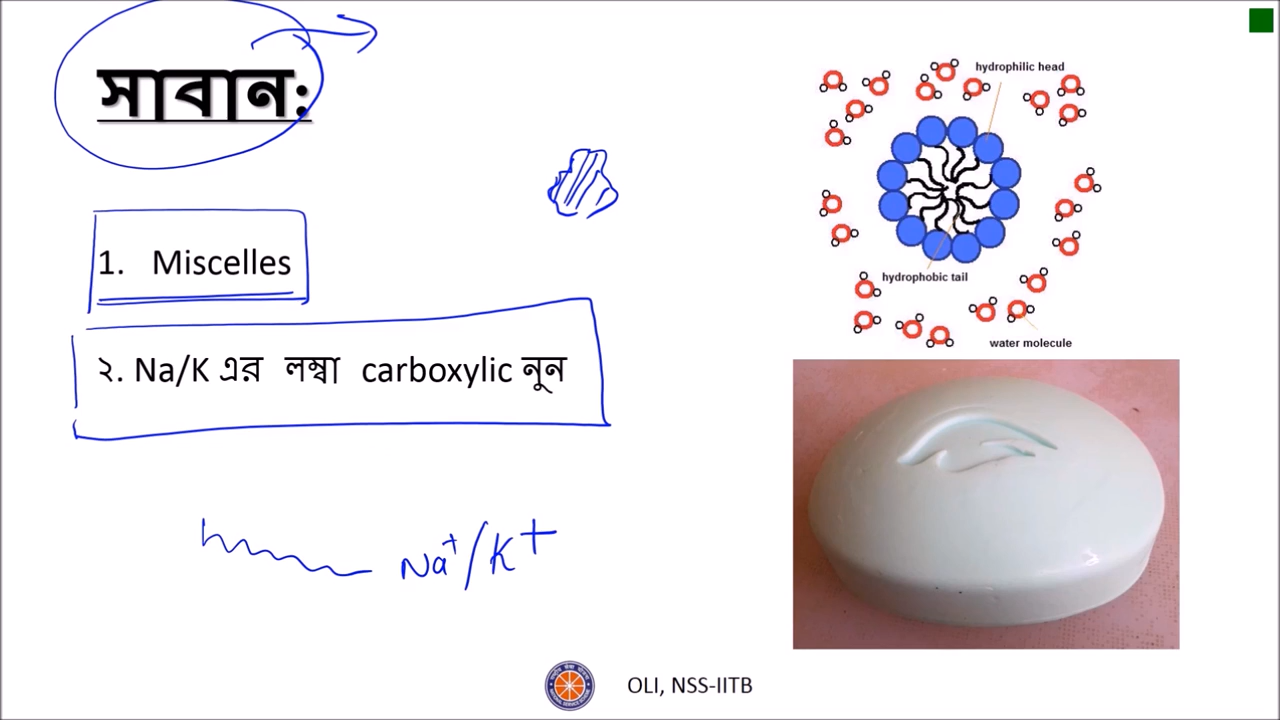 সাবান:
1. Miscelles
২. Na/K এর লম্বা carboxylic নুন
Na⁺/K⁺
hydrophilic head
hydrophobic tail
water molecule
OLI, NSS-IITB